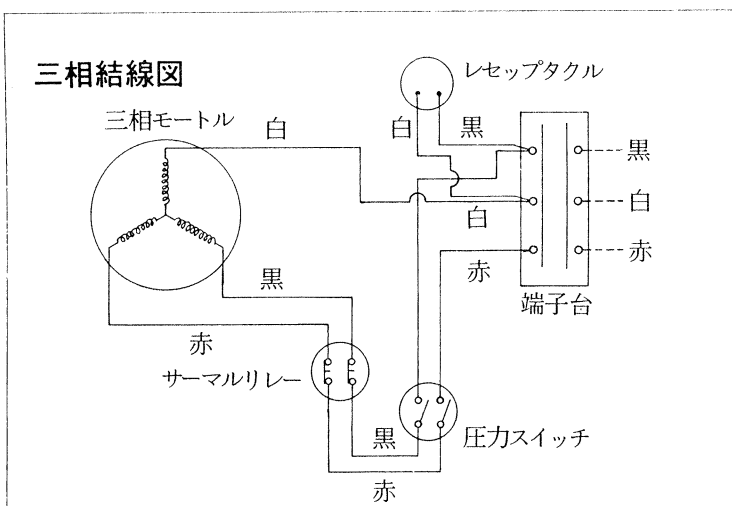 三相結線図
レセップタクル
三相モートル
白
白
黒
黒
白
白
赤
赤
端子台
黒
赤
サーマルリレー
黒
圧力スイッチ
赤